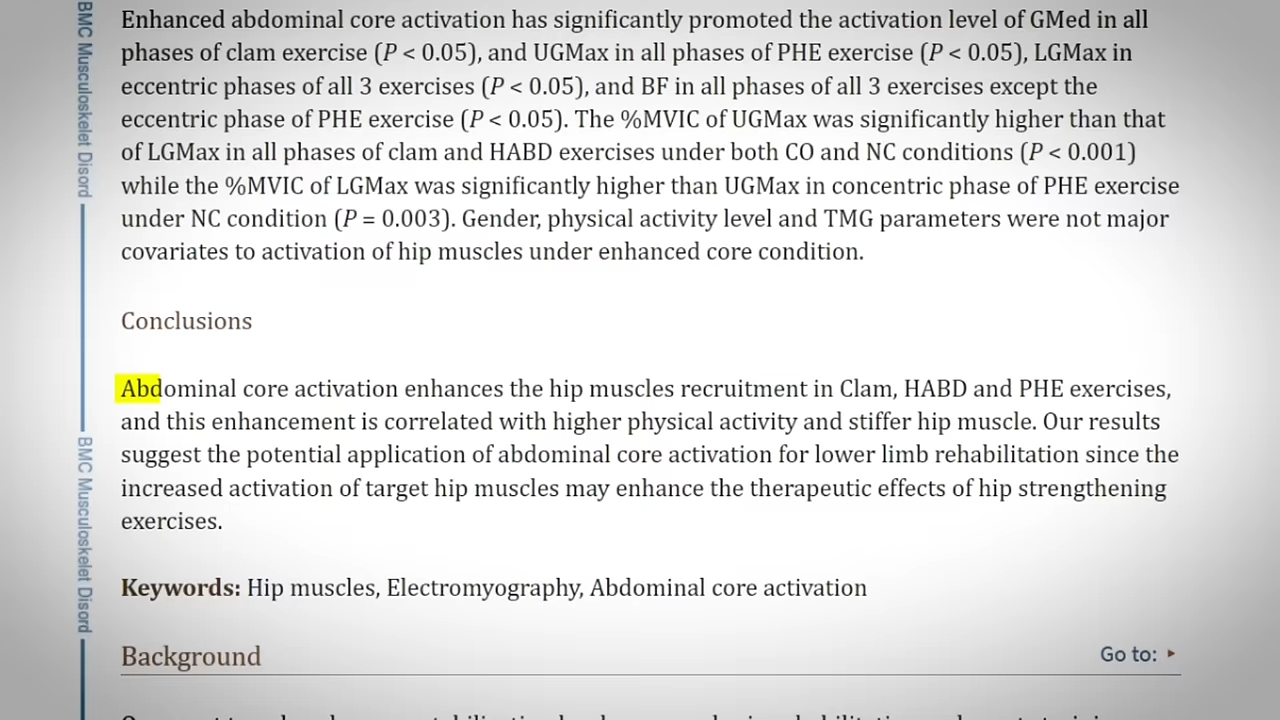 BMC Musculoskelet Disord
Enhanced abdominal core activation has significantly promoted the activation level of GMed in all
phases of clam exercise (P < 0.05), and UGMax in all phases of PHE exercise (P < 0.05), LGMax in
eccentric phases of all 3 exercises (P < 0.05), and BF in all phases of all 3 exercises except the
eccentric phase of PHE exercise (P < 0.05). The %MVIC of UGMax was significantly higher than that
of LGMax in all phases of clam and HABD exercises under both CO and NC conditions (P < 0.001)
while the %MVIC of LGMax was significantly higher than UGMax in concentric phase of PHE exercise
under NC condition (P = 0.003). Gender, physical activity level and TMG parameters were not major
covariates to activation of hip muscles under enhanced core condition.
Conclusions
Abdominal core activation enhances the hip muscles recruitment in Clam, HABD and PHE exercises,
and this enhancement is correlated with higher physical activity and stiffer hip muscle. Our results
suggest the potential application of abdominal core activation for lower limb rehabilitation since the
increased activation of target hip muscles may enhance the therapeutic effects of hip strengthening
exercises.
BMC Musculoskelet Disord
Keywords: Hip muscles, Electromyography, Abdominal core activation
Background
Go to: